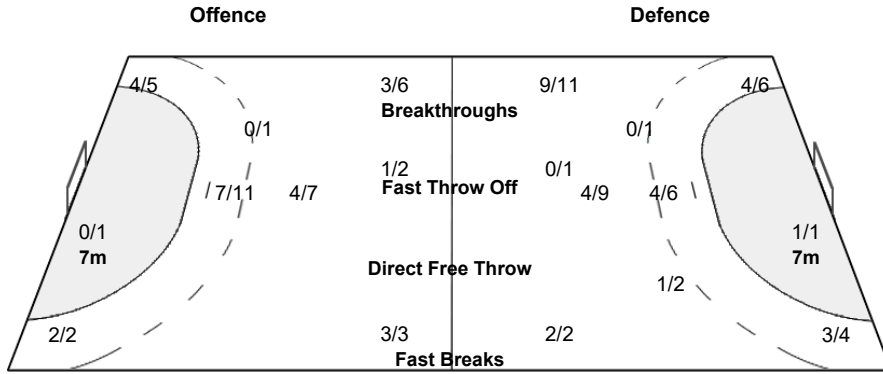 Offence Defence
4/5 3/6 9/11 4/6
Breakthroughs
0/1 0/1
1/2 0/1
7/11 4/7 Fast Throw Off 4/9 4/6
0/1 1/1
7m 7m
Direct Free Throw
1/2
2/2 3/3 2/2 3/4
Fast Breaks